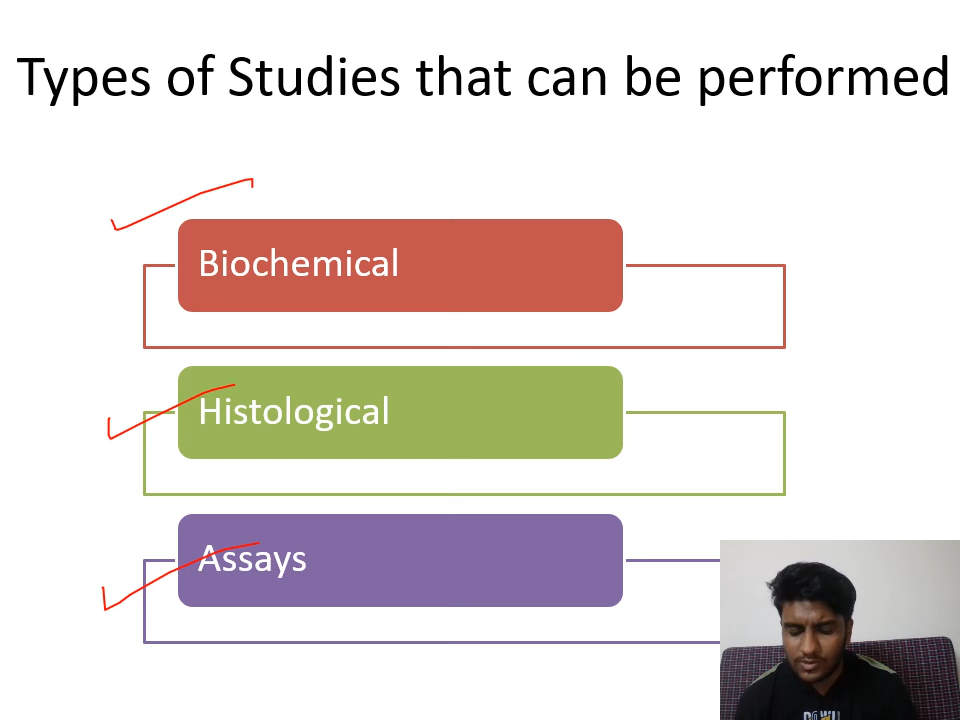 Types of Studies that can be performed
Biochemical
Histological
Assays